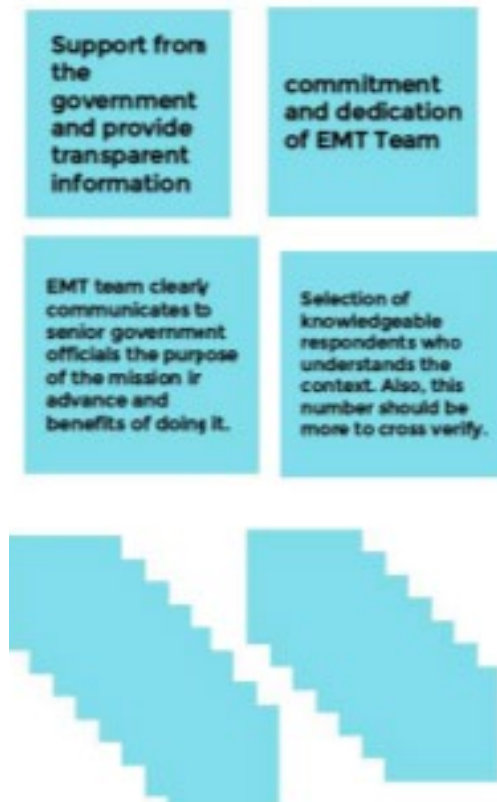 Support from
the
government
and provide
transparent
information
commitment
and dedication
of EMT Team
EMT team clearly
communicates to
senior government
officials the purpose
of the mission in
advance and
benefits of doing it.
Selection of
knowledgeable
respondents who
understands the
context. Also, this
number should be
more to cross verify.